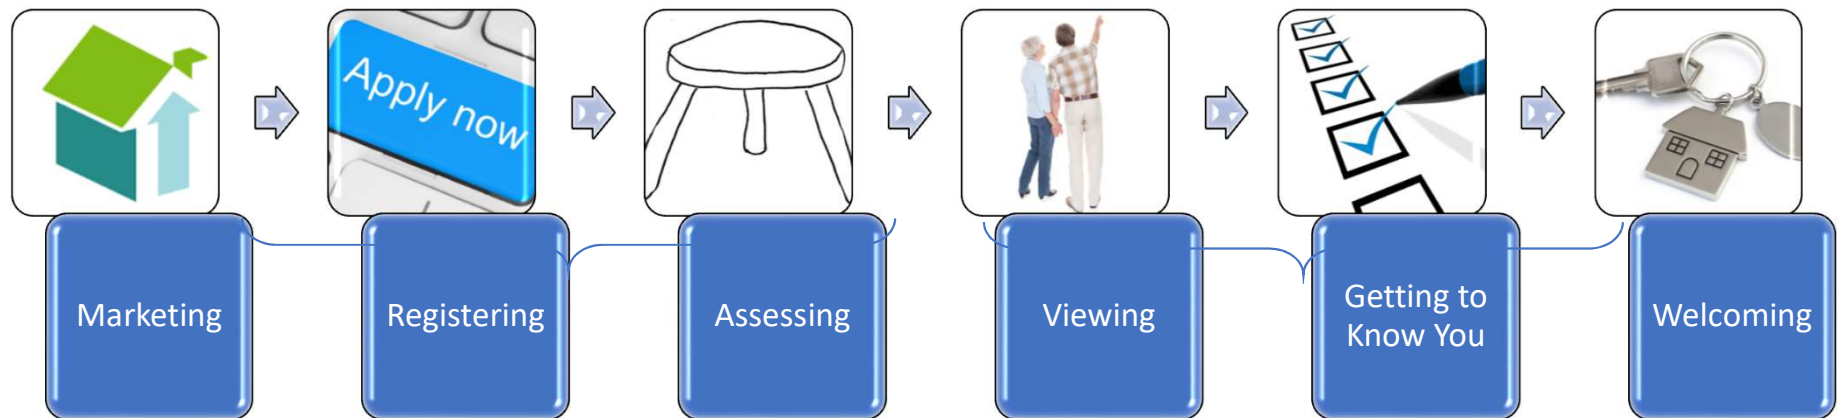 Apply now
Marketing
Registering
Assessing
Viewing
Getting to
Know You
Welcoming